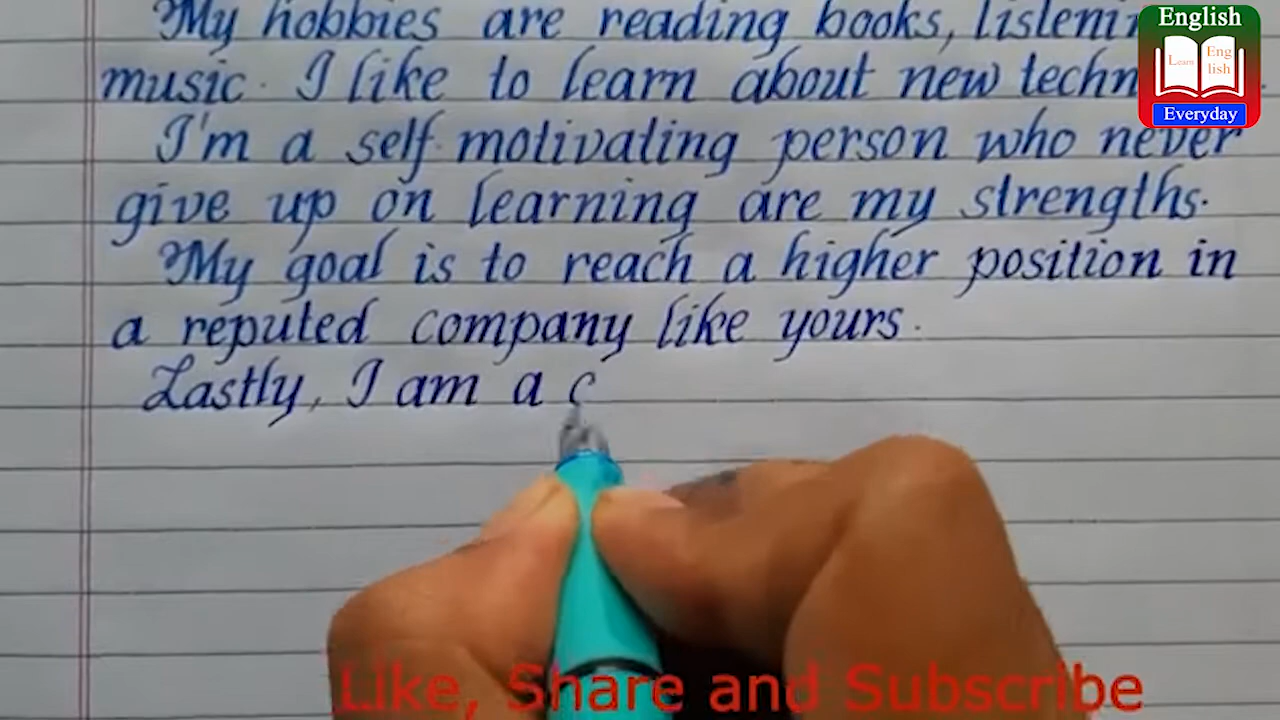 My hobbies are reading books, listeni
music. I like to learn about new techn
I'm a self motivating person who never
give up on learning are my strengths.
My goal is to reach a higher position in
a reputed company like yours.
Lastly, I am a c
English
Learn
Eng
lish
Everyday
Like, Share and Subscribe